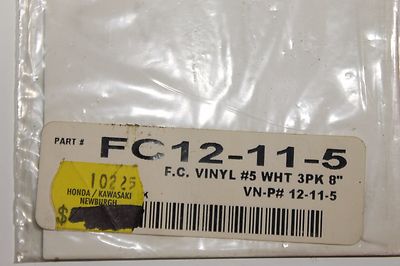 PART # FC12-11-5
F.C. VINYL #5 WHT 3PK 8"
VN-P# 12-11-5
10225
HONDA / KAWASAKI
NEWBURGH
K
$